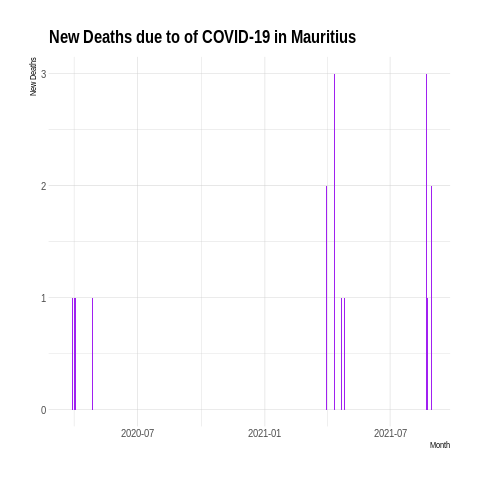 New Deaths due to of COVID-19 in Mauritius
New Deaths
3
2
1
0
2020-07 2021-01 2021-07
Month